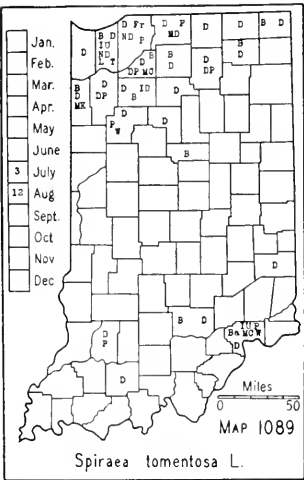 Jan.
Feb.
Mar.
Apr.
May
June
3 July
12 Aug
Sept.
Oct
Nov
Dec
D
B D
I U
N D
L T
D Fr
N D P
D B
D P M C
D P
M D
B
D
D
D
B D
B
D
D
D P
B
D
M K
D
D P
D I D
B
D
D
P
W
D
B
D
B D
I U P
B a M C W
D
D
P
D
Miles
0 50
MAP 1089
Spiraea tomentosa L.